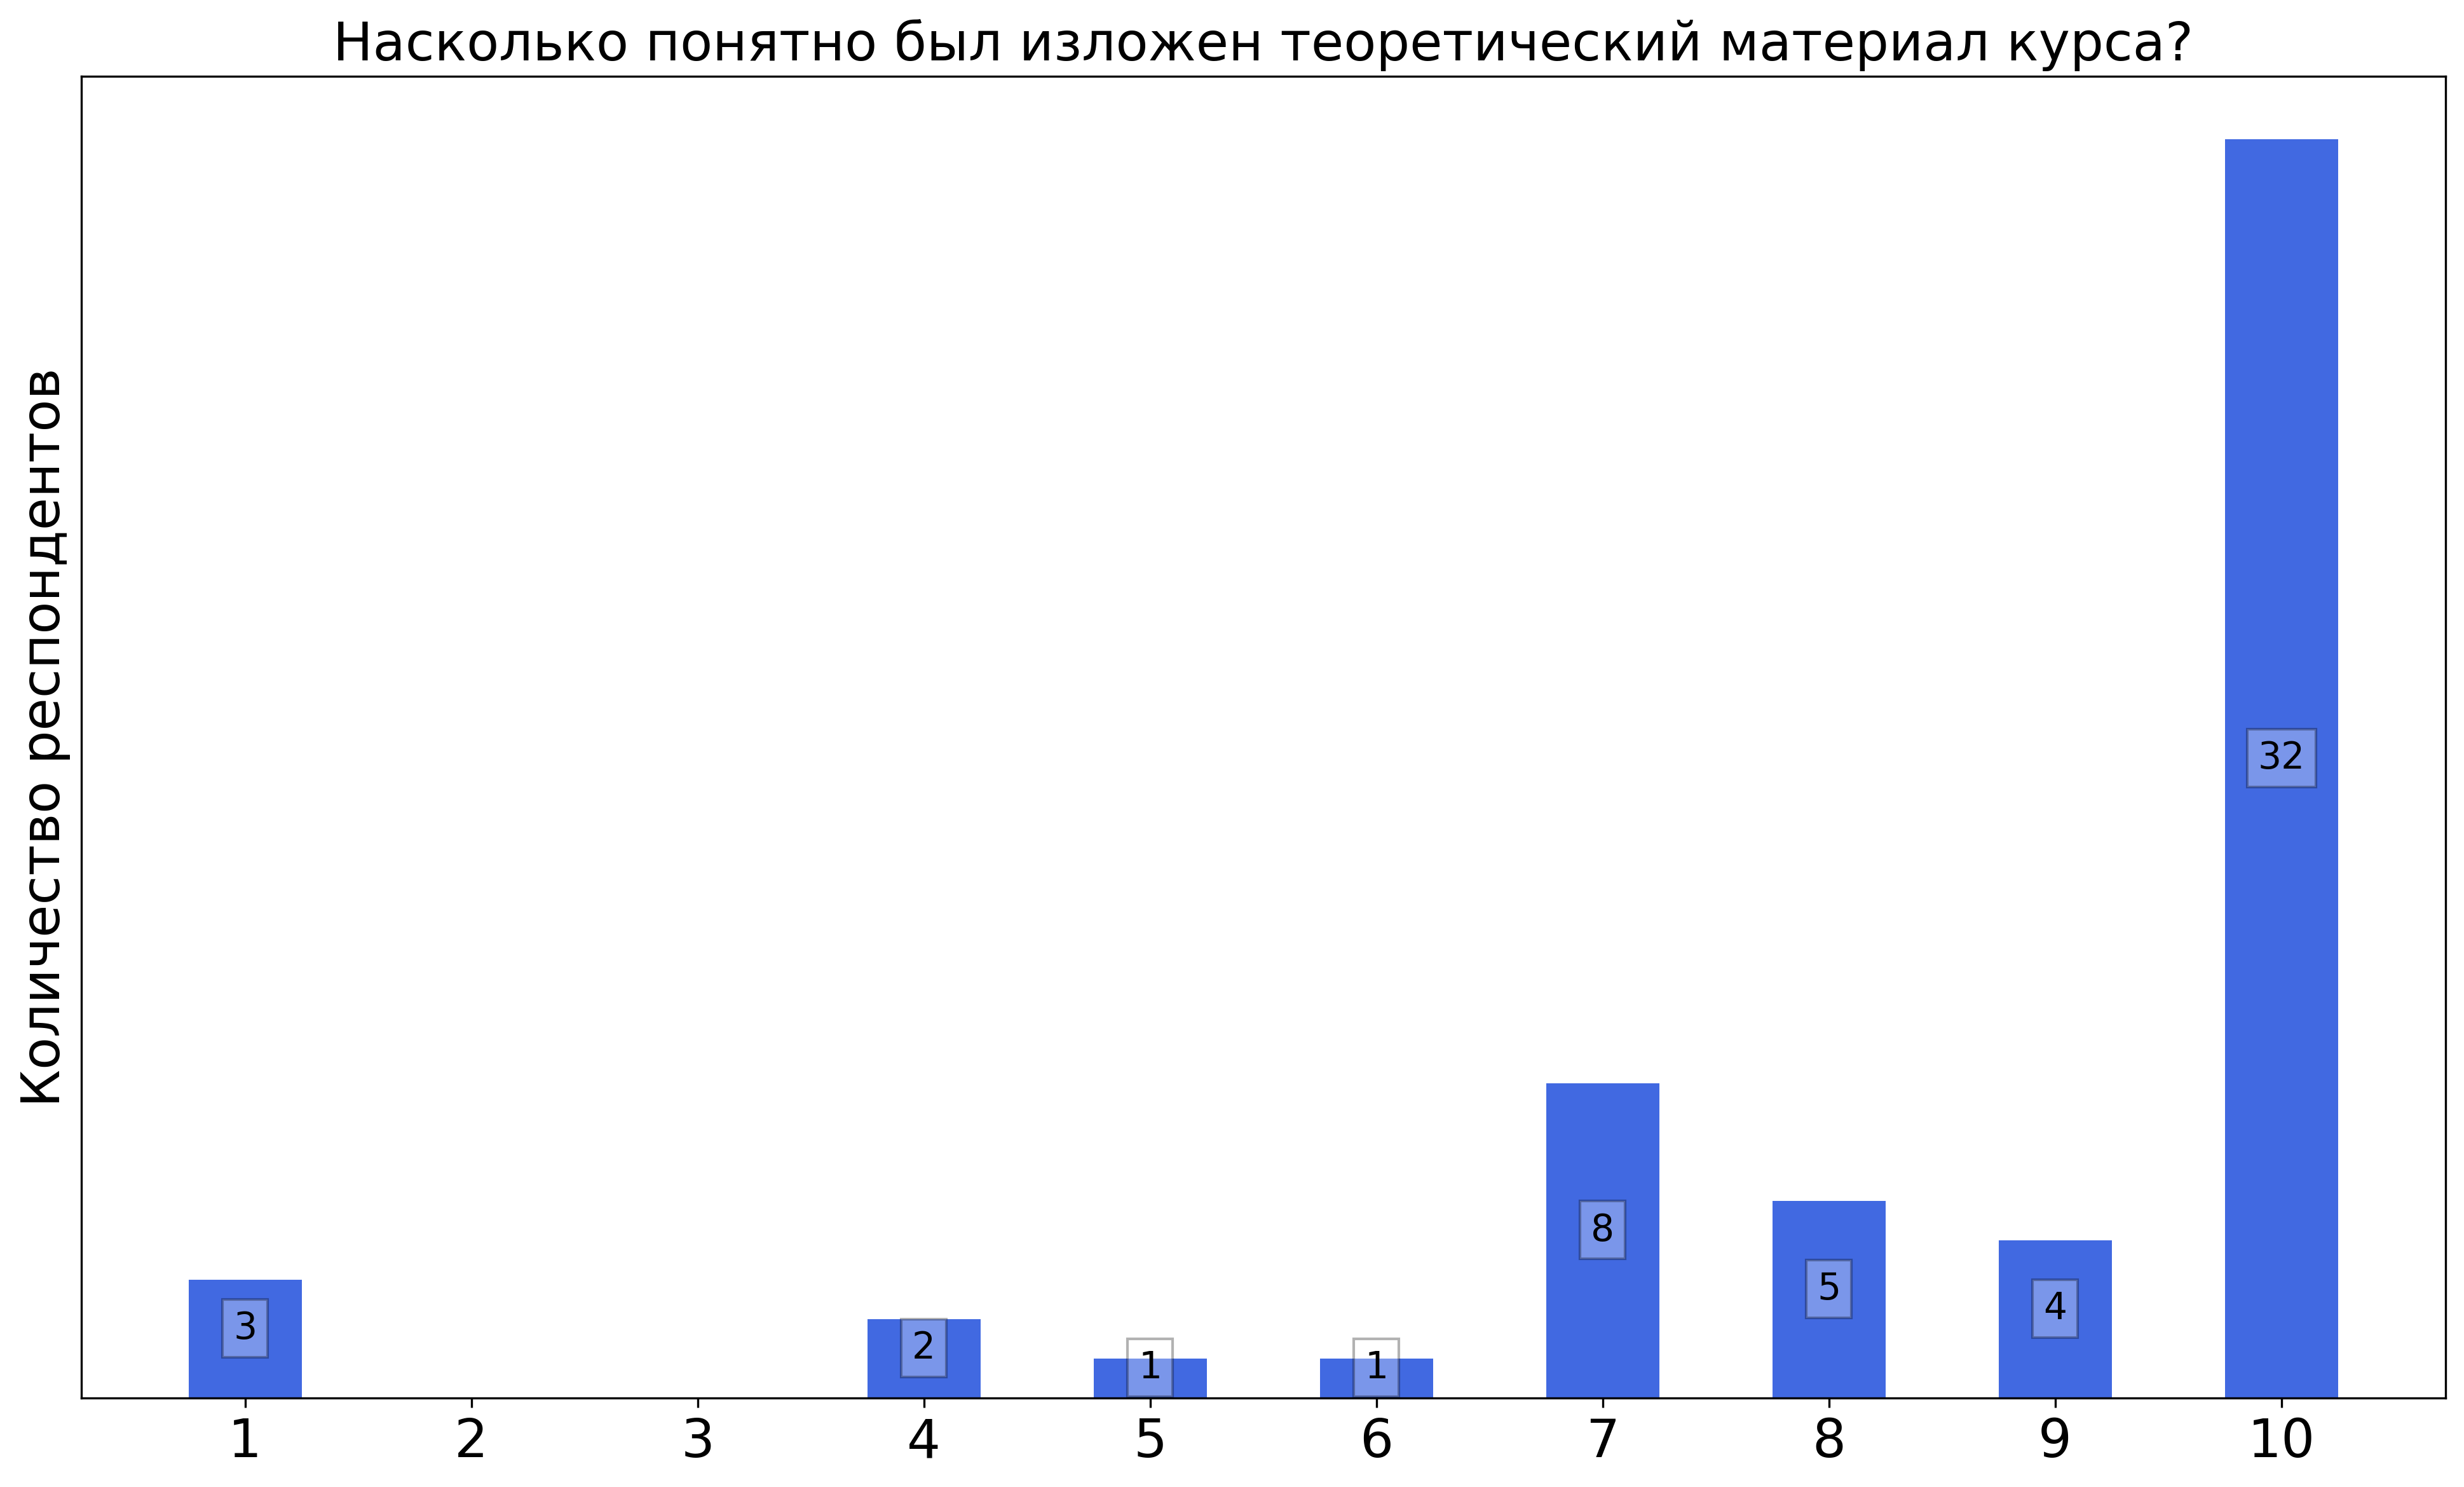 Насколько понятно был изложен теоретический материал курса?
Количество респондентов
32
8
5
4
3
2
1
1
1 2 3 4 5 6 7 8 9 10